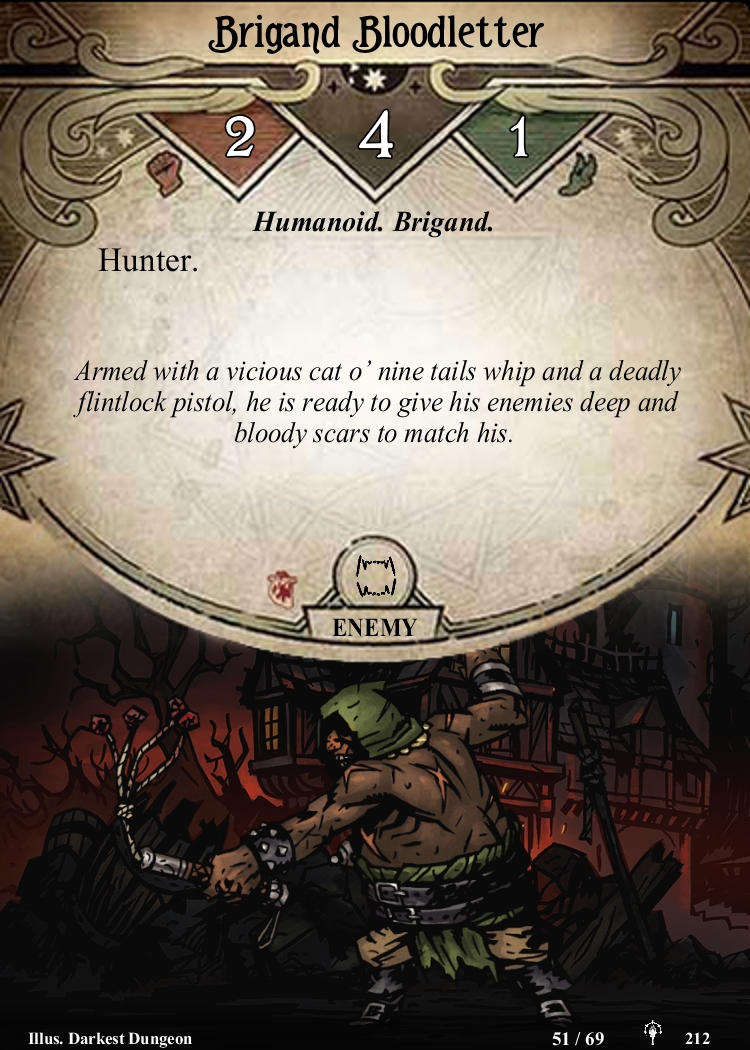 Brigand Bloodletter
2 4 1
Humanoid. Brigand.
Hunter.
Armed with a vicious cat o’ nine tails whip and a deadly
flintlock pistol, he is ready to give his enemies deep and
bloody scars to match his.
ENEMY
Illus. Darkest Dungeon 51 / 69 212